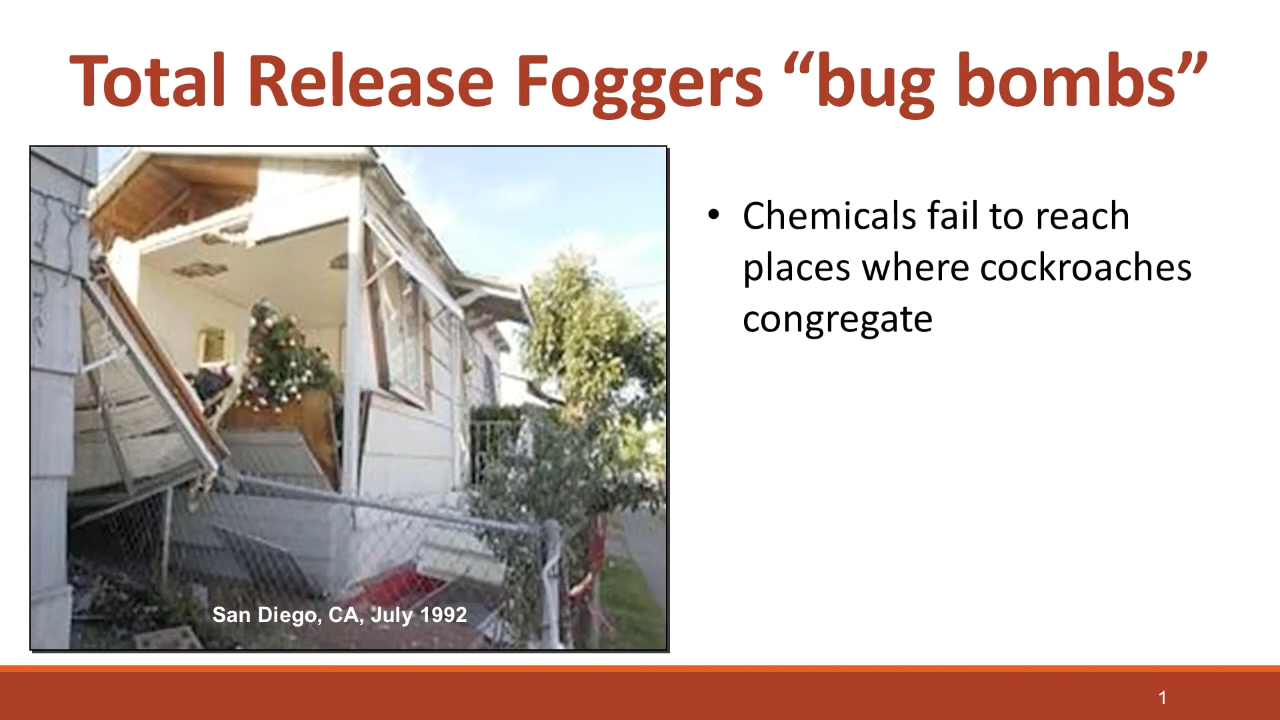 Total Release Foggers “bug bombs”
• Chemicals fail to reach
places where cockroaches
congregate
San Diego, CA, July 1992
1